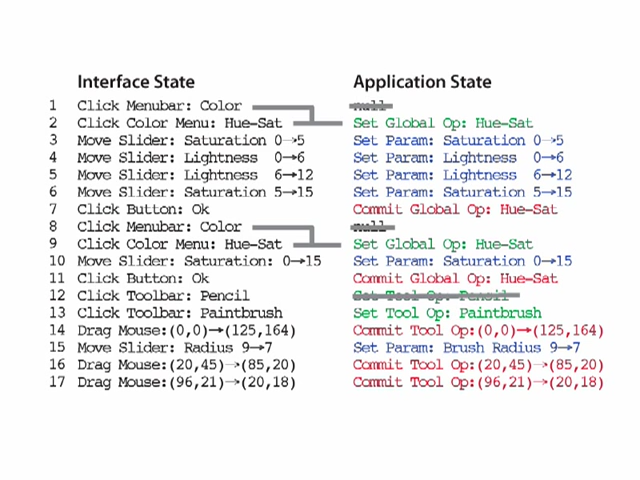 Interface State Application State
1 Click Menubar: Color null
2 Click Color Menu: Hue-Sat Set Global Op: Hue-Sat
3 Move Slider: Saturation 0→5 Set Param: Saturation 0→5
4 Move Slider: Lightness 0→6 Set Param: Lightness 0→6
5 Move Slider: Lightness 6→12 Set Param: Lightness 6→12
6 Move Slider: Saturation 5→15 Set Param: Saturation 5→15
7 Click Button: Ok Commit Global Op: Hue-Sat
8 Click Menubar: Color null
9 Click Color Menu: Hue-Sat Set Global Op: Hue-Sat
10 Move Slider: Saturation: 0→15 Set Param: Saturation 0→15
11 Click Button: Ok Commit Global Op: Hue-Sat
12 Click Toolbar: Pencil Set Tool Op: Pencil
13 Click Toolbar: Paintbrush Set Tool Op: Paintbrush
14 Drag Mouse:(0,0)→(125,164) Commit Tool Op:(0,0)→(125,164)
15 Move Slider: Radius 9→7 Set Param: Brush Radius 9→7
16 Drag Mouse:(20,45)→(85,20) Commit Tool Op:(20,45)→(85,20)
17 Drag Mouse:(96,21)→(20,18) Commit Tool Op:(96,21)→(20,18)